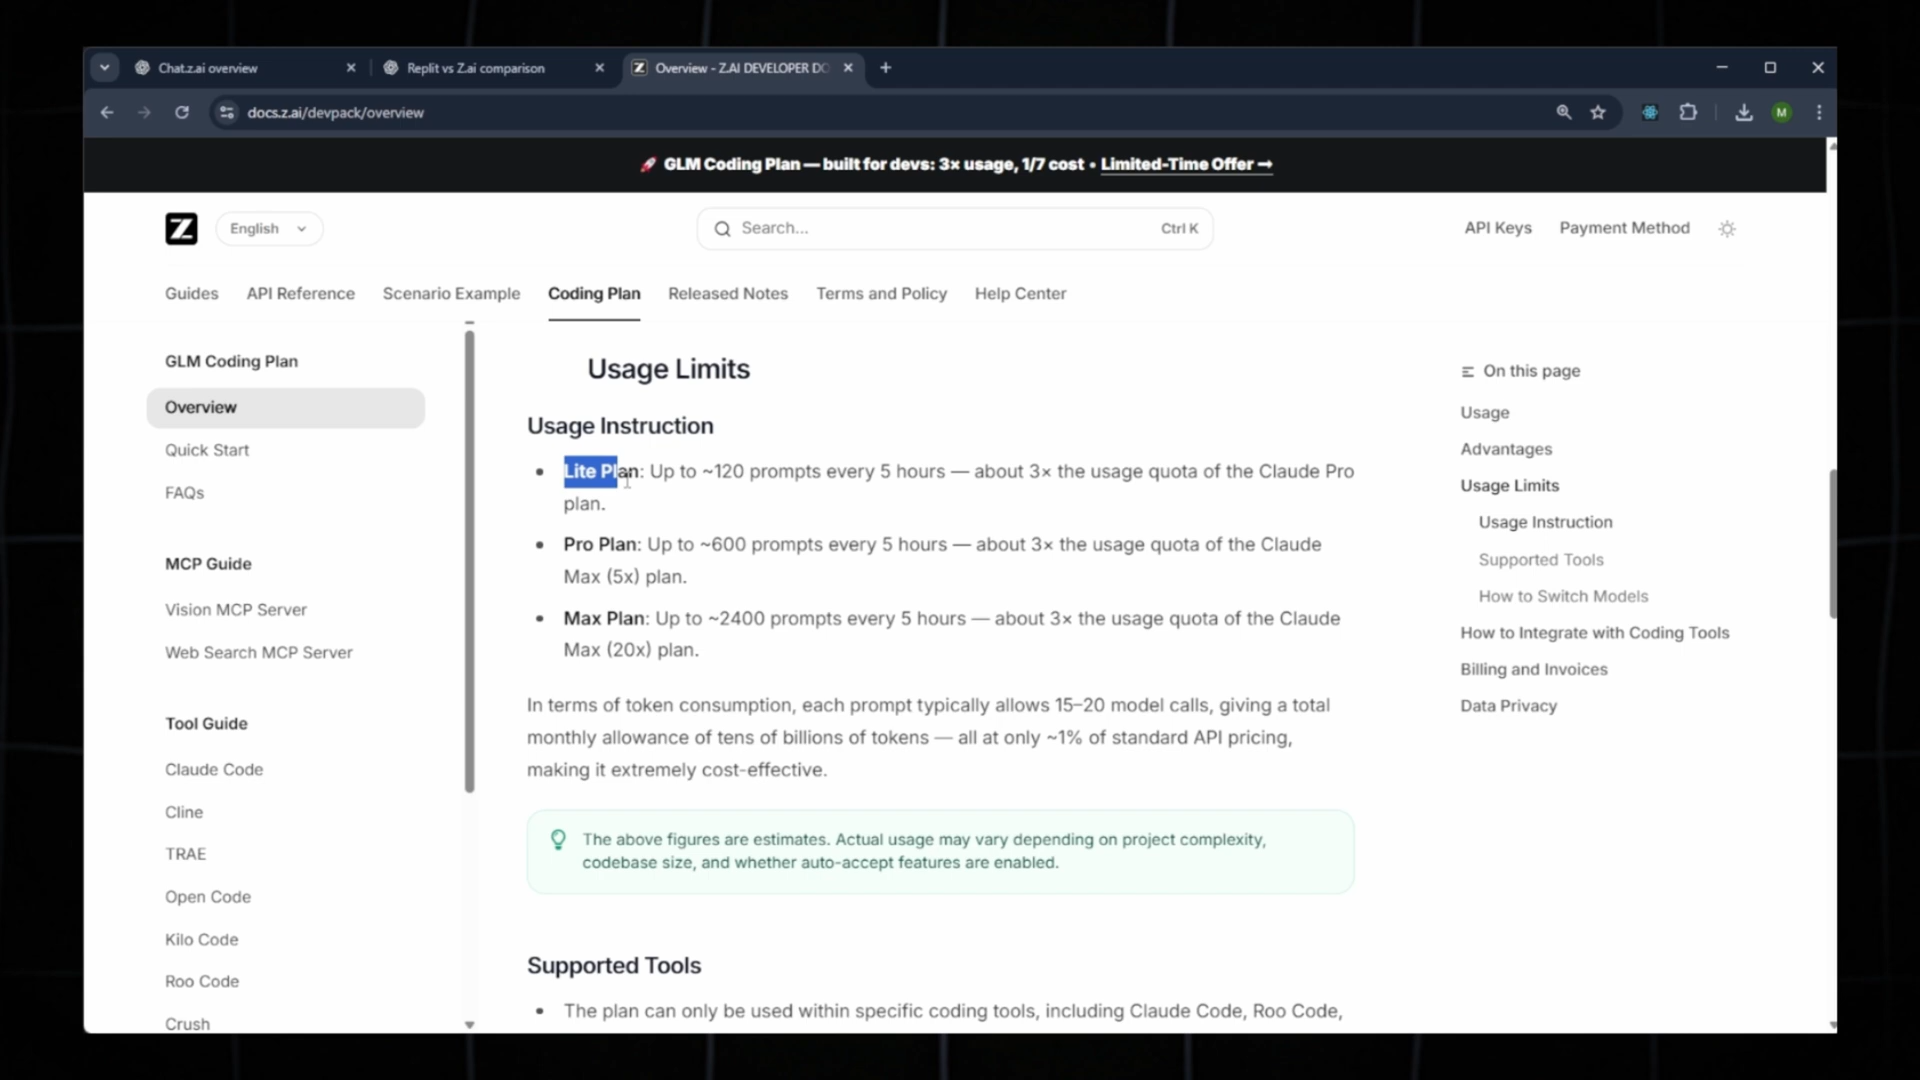 Chat.z.ai overview
Replit vs Z.ai comparison
Overview - Z.AI DEVELOPER DO
docs.z.ai/devpack/overview
M
🚀 GLM Coding Plan — built for devs: 3× usage, 1/7 cost • Limited-Time Offer →
Z
English
Search...
Ctrl K
API Keys
Payment Method
Guides
API Reference
Scenario Example
Coding Plan
Released Notes
Terms and Policy
Help Center
GLM Coding Plan
Overview
Quick Start
FAQs
MCP Guide
Vision MCP Server
Web Search MCP Server
Tool Guide
Claude Code
Cline
TRAE
Open Code
Kilo Code
Roo Code
Crush
Usage Limits
Usage Instruction
• Lite Plan: Up to ~120 prompts every 5 hours — about 3× the usage quota of the Claude Pro
plan.
• Pro Plan: Up to ~600 prompts every 5 hours — about 3× the usage quota of the Claude
Max (5x) plan.
• Max Plan: Up to ~2400 prompts every 5 hours — about 3× the usage quota of the Claude
Max (20x) plan.
In terms of token consumption, each prompt typically allows 15–20 model calls, giving a total
monthly allowance of tens of billions of tokens — all at only ~1% of standard API pricing,
making it extremely cost-effective.
The above figures are estimates. Actual usage may vary depending on project complexity,
codebase size, and whether auto-accept features are enabled.
Supported Tools
• The plan can only be used within specific coding tools, including Claude Code, Roo Code,
On this page
Usage
Advantages
Usage Limits
Usage Instruction
Supported Tools
How to Switch Models
How to Integrate with Coding Tools
Billing and Invoices
Data Privacy